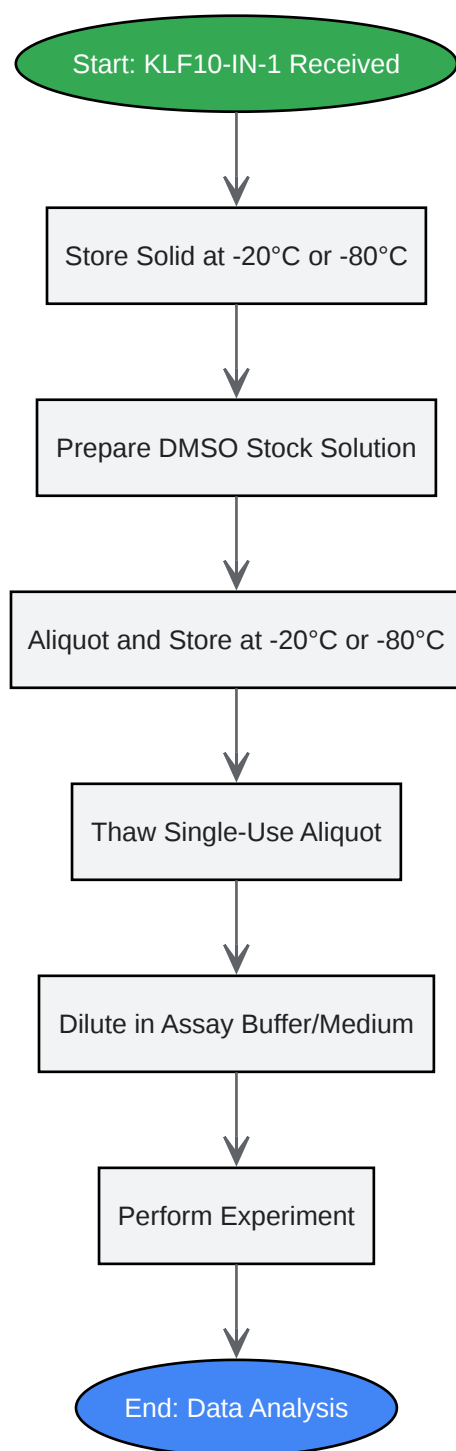 Start: KLF10-IN-1 Received
Store Solid at -20°C or -80°C
Prepare DMSO Stock Solution
Aliquot and Store at -20°C or -80°C
Thaw Single-Use Aliquot
Dilute in Assay Buffer/Medium
Perform Experiment
End: Data Analysis